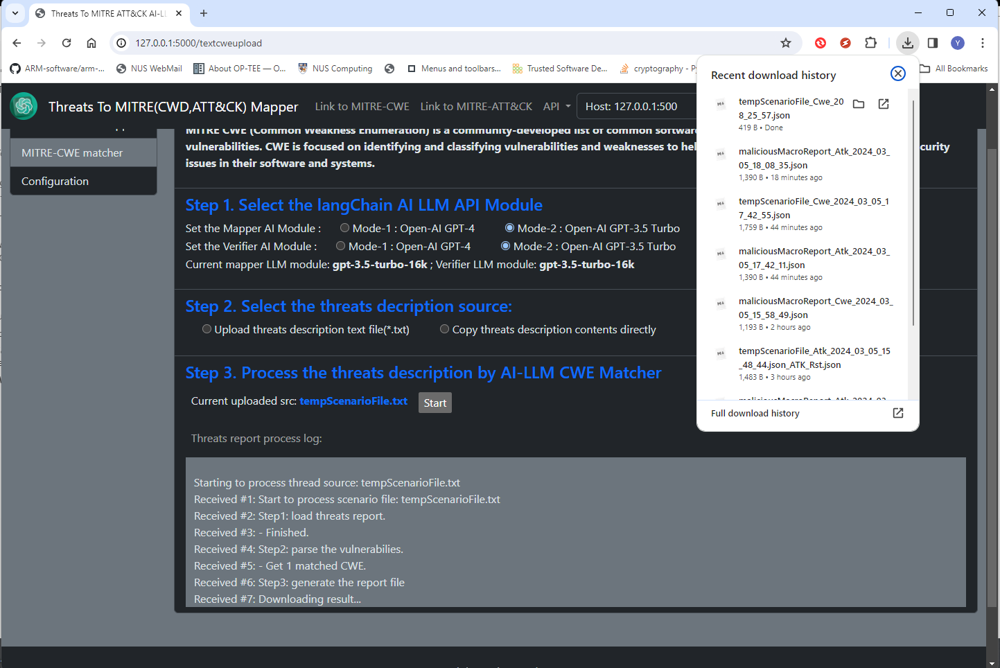 Threats To MITRE ATT&CK AI-LL
127.0.0.1:5000/textcweupload
Y
ARM-software/arm-...
NUS WebMail
About OP-TEE — O...
NUS Computing
Menus and toolbars...
Trusted Software De...
cryptography - Py
All Bookmarks
Threats To MITRE(CWD,ATT&CK) Mapper
Link to MITRE-CWE
Link to MITRE-ATT&CK
API
Host: 127.0.0.1:500
MITRE-CWE matcher
Configuration
MITRE CWE (Common Weakness Enumeration) is a community-developed list of common softwar
vulnerabilities. CWE is focused on identifying and classifying vulnerabilities and weaknesses to hel
curity
issues in their software and systems.
Step 1. Select the langChain AI LLM API Module
Set the Mapper AI Module : Mode-1 : Open-AI GPT-4 Mode-2 : Open-AI GPT-3.5 Turbo
Set the Verifier AI Module : Mode-1 : Open-AI GPT-4 Mode-2 : Open-AI GPT-3.5 Turbo
Current mapper LLM module: gpt-3.5-turbo-16k ; Verifier LLM module: gpt-3.5-turbo-16k
Step 2. Select the threats decription source:
Upload threats description text file(*.txt) Copy threats description contents directly
Step 3. Process the threats description by AI-LLM CWE Matcher
Current uploaded src: tempScenarioFile.txt Start
Threats report process log:
Starting to process thread source: tempScenarioFile.txt
Received #1: Start to process scenario file: tempScenarioFile.txt
Received #2: Step1: load threats report.
Received #3: - Finished.
Received #4: Step2: parse the vulnerabilies.
Received #5: - Get 1 matched CWE.
Received #6: Step3: generate the report file
Received #7: Downloading result...
Recent download history
tempScenarioFile_Cwe_20
8_25_57.json
419 B • Done
maliciousMacroReport_Atk_2024_03_
05_18_08_35.json
1,390 B • 18 minutes ago
tempScenarioFile_Cwe_2024_03_05_1
7_42_55.json
1,759 B • 44 minutes ago
maliciousMacroReport_Atk_2024_03_
05_17_42_11.json
1,390 B • 44 minutes ago
maliciousMacroReport_Cwe_2024_03_
05_15_58_49.json
1,193 B • 2 hours ago
tempScenarioFile_Atk_2024_03_05_15
_48_44.json_ATK_Rst.json
1,483 B • 3 hours ago
maliciousMacroReport_Atk_2024_03_
Full download history